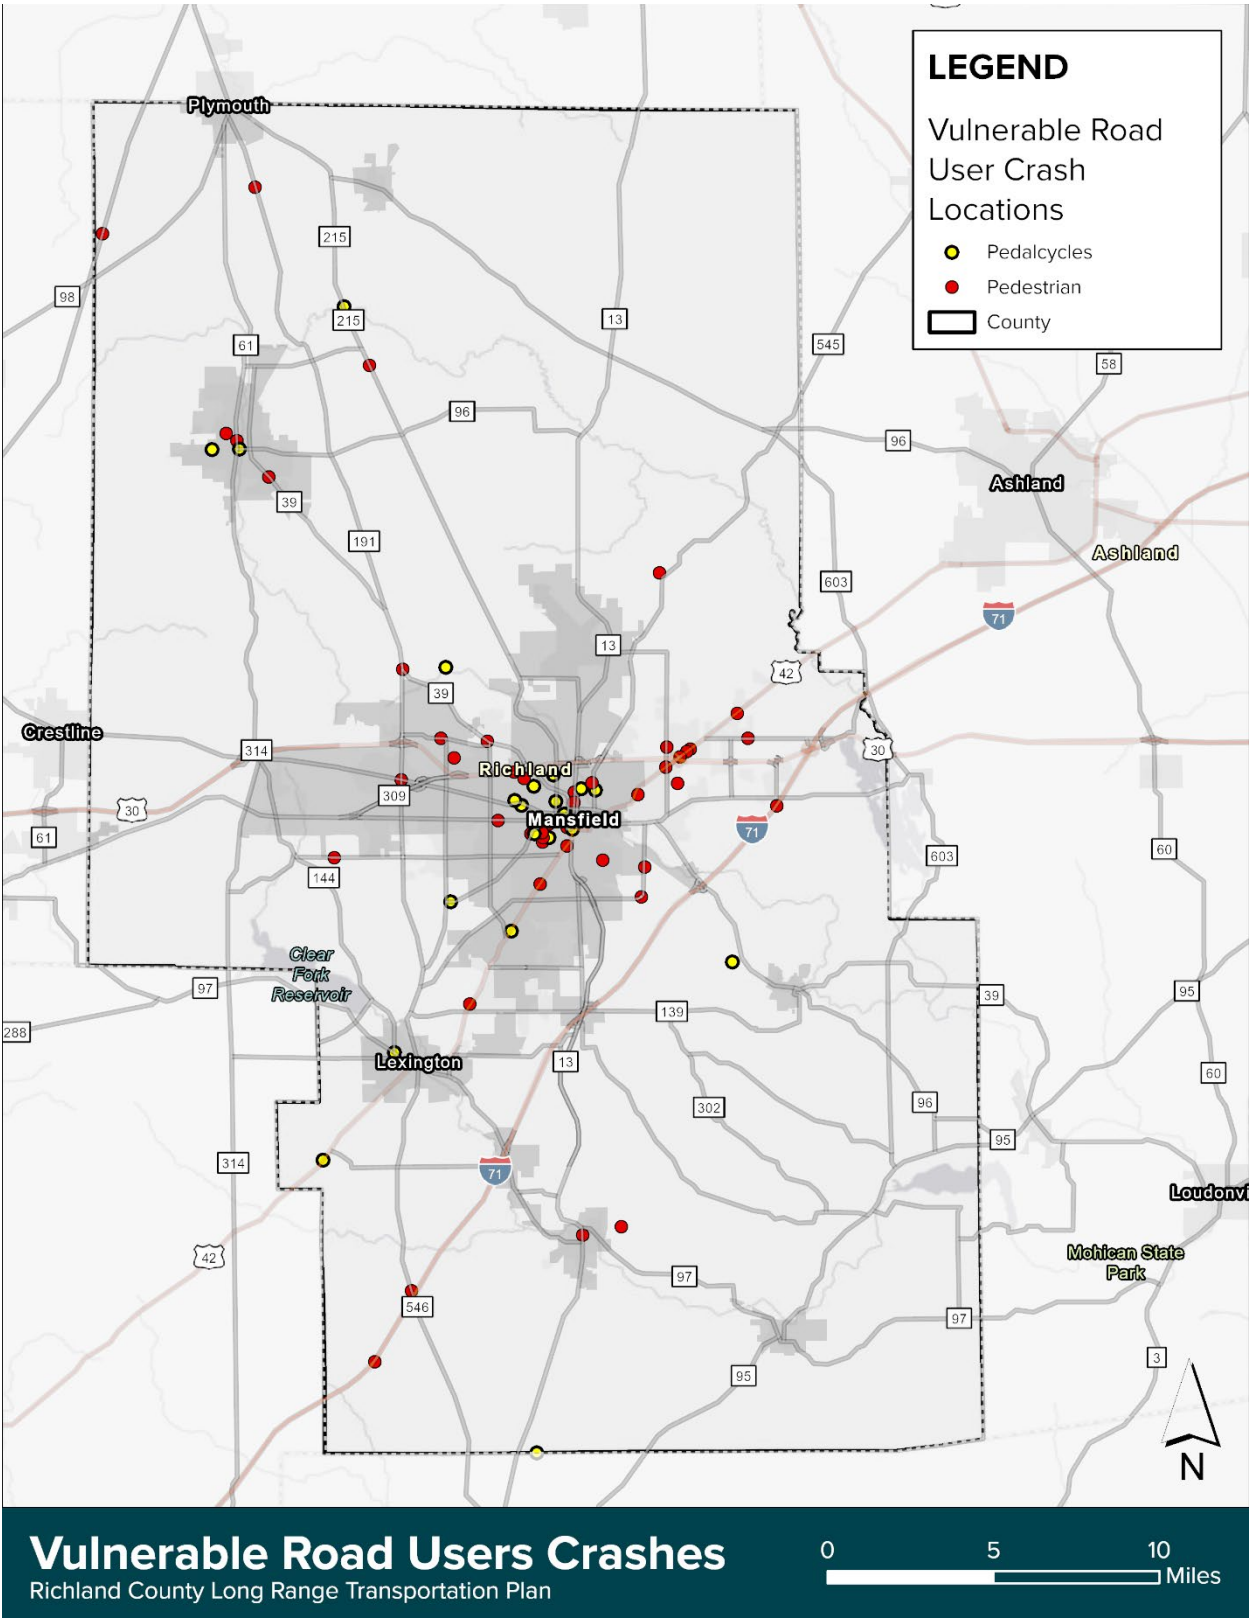 LEGEND
Vulnerable Road
User Crash
Locations
Pedalcycles
Pedestrian
County
Plymouth
215
98
215
13
61
545
58
96
96
Ashland
39
191
Ashland
603
71
13
42
39
Crestline
314
30
Richland
309
30
Mansfield
71
61
60
603
144
Clear
Fork
Reservoir
97
39
95
139
288
Lexington
13
60
302
96
95
314
71
Loudonvi
42
Mohican State
Park
97
546
97
3
95
N
Vulnerable Road Users Crashes
Richland County Long Range Transportation Plan
0 5 10
Miles